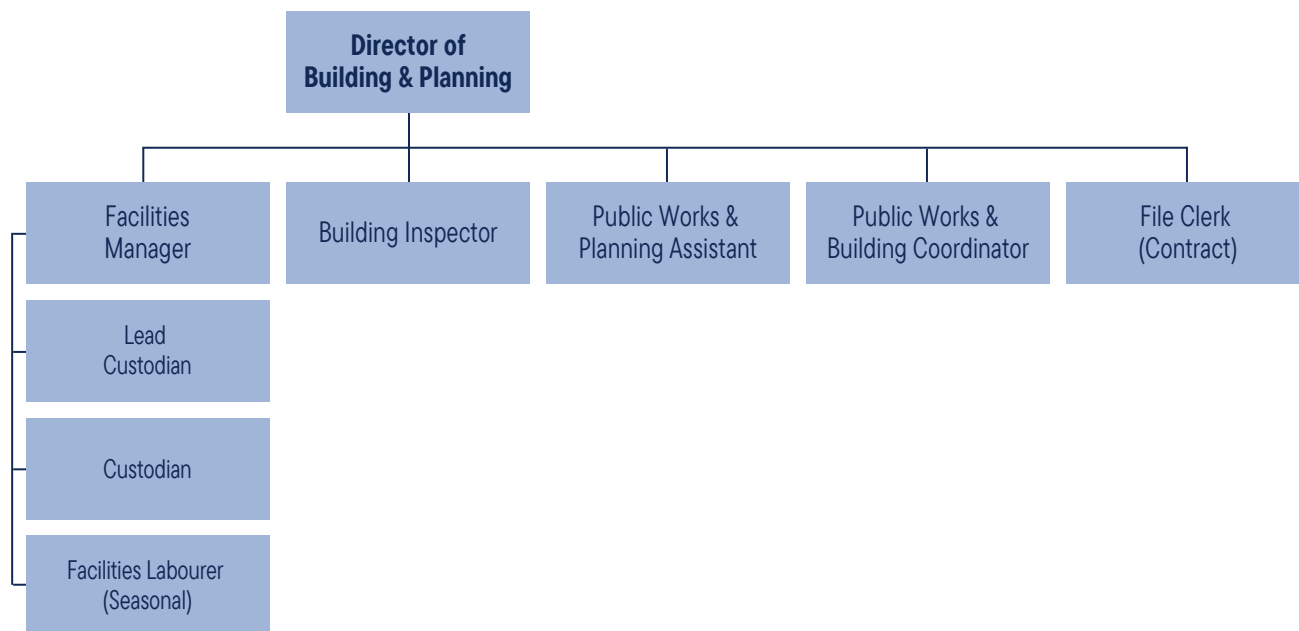 Director of
Building & Planning
Facilities
Manager
Building Inspector
Public Works &
Planning Assistant
Public Works &
Building Coordinator
File Clerk
(Contract)
Lead
Custodian
Custodian
Facilities Labourer
(Seasonal)